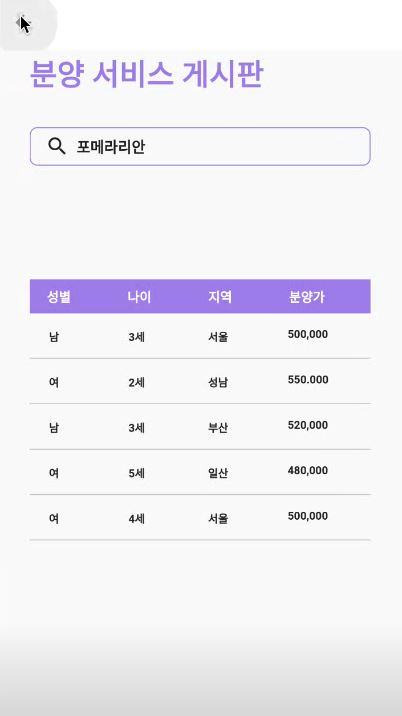 분양 서비스 게시판
포메라리안
성별 나이 지역 분양가
남 3세 서울 500,000
여 2세 성남 550.000
남 3세 부산 520,000
여 5세 일산 480,000
여 4세 서울 500,000